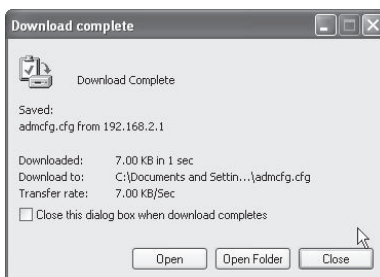 Download complete
Download Complete
Saved:
admcfg.cfg from 192.168.2.1
Downloaded: 7.00 KB in 1 sec
Download to: C:\Documents and Settin...\admcfg.cfg
Transfer rate: 7.00 KB/Sec
Close this dialog box when download completes
Open Open Folder Close